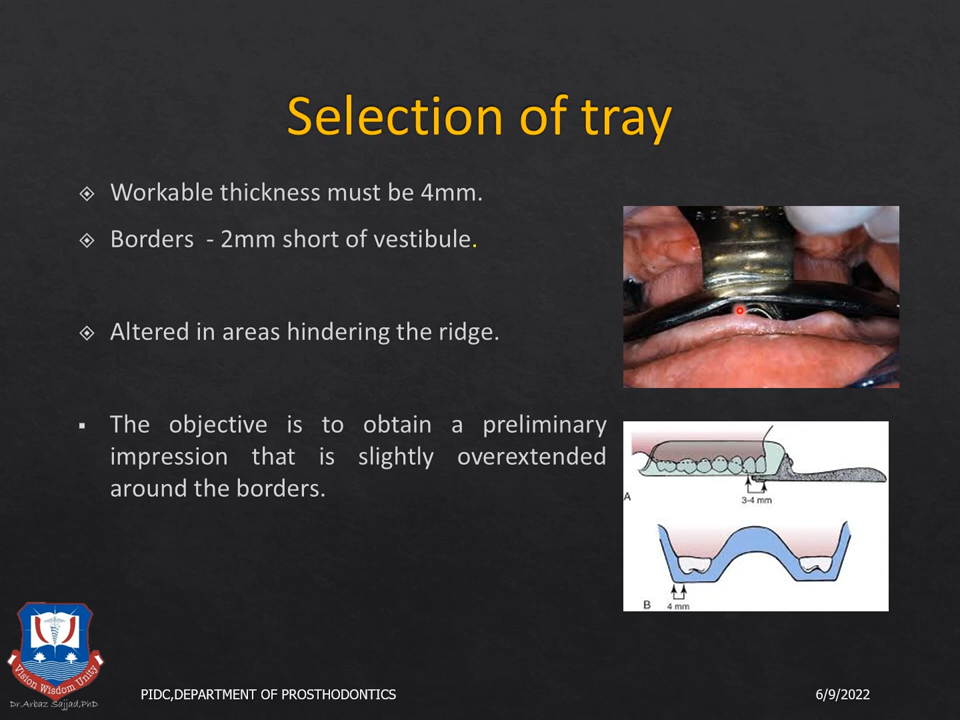 Selection of tray
Workable thickness must be 4mm.
Borders - 2mm short of vestibule.
Altered in areas hindering the ridge.
The objective is to obtain a preliminary
impression that is slightly overextended
around the borders.
A
3-4 mm
B
4 mm
Vision Wisdom Unity
Dr.Arbaz Sajjad,PhD
PIDC,DEPARTMENT OF PROSTHODONTICS
6/9/2022